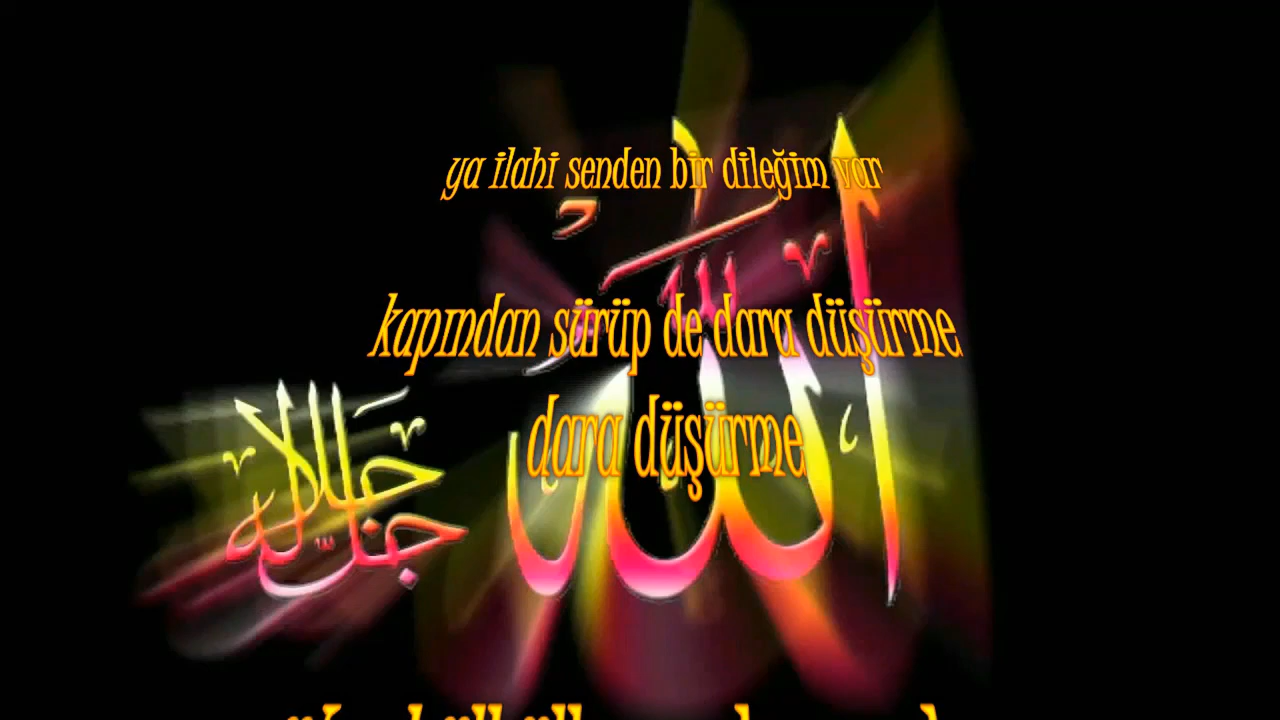 ya ilahi senden bir dileğim var
kapından sürüp de dara düşürme
dara düşürme
الله
جل جلاله